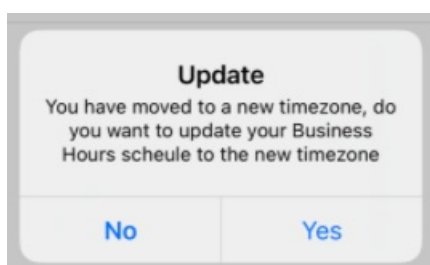 Update
You have moved to a new timezone, do
you want to update your Business
Hours scheule to the new timezone
No
Yes